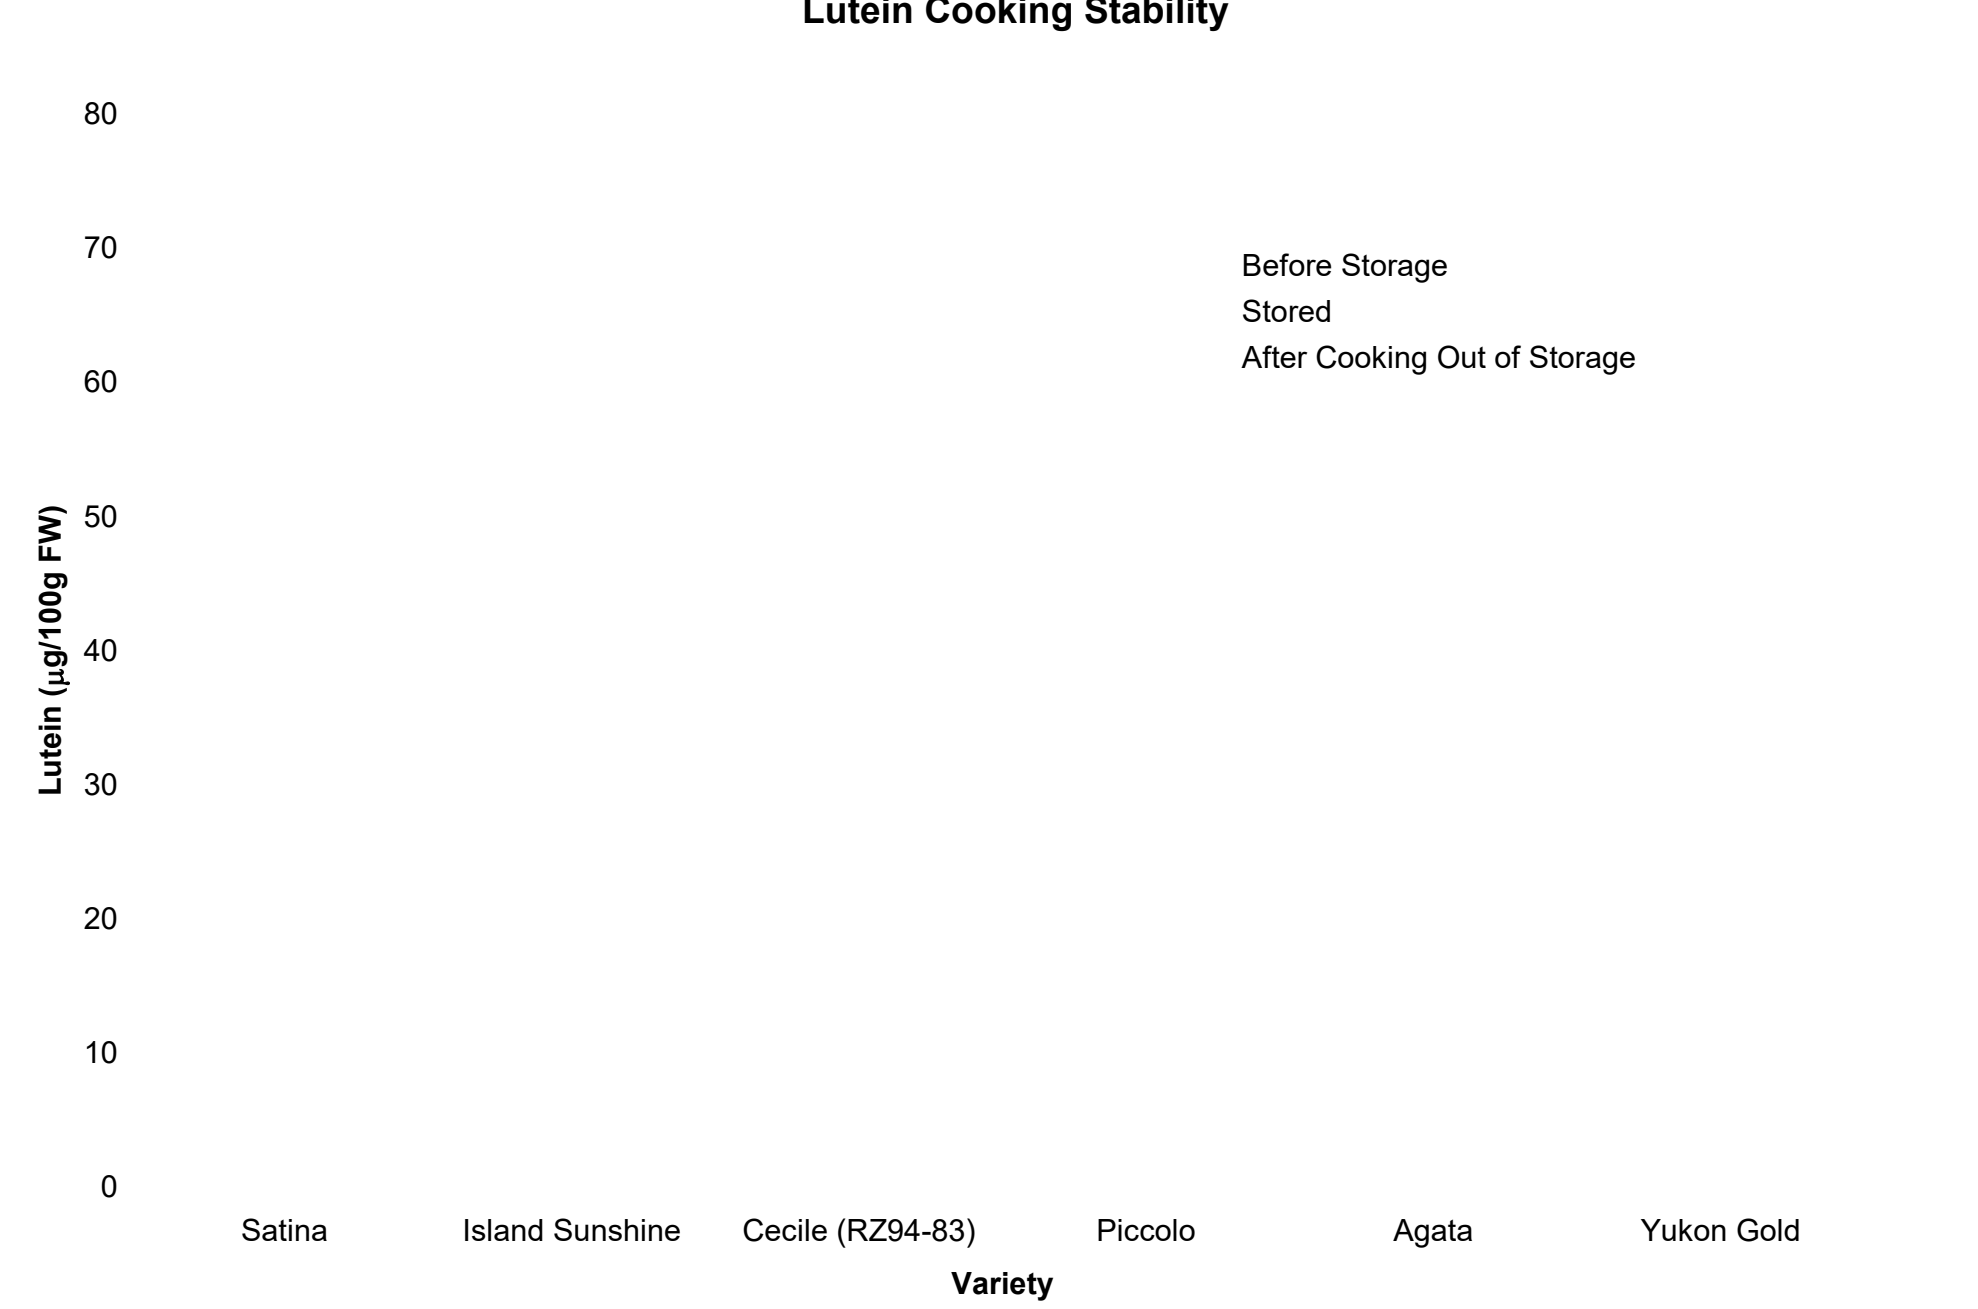 Lutein Cooking Stability
80
70
Before Storage
Stored
After Cooking Out of Storage
60
50
Lutein (μg/100g FW)
40
30
20
10
0
Satina Island Sunshine Cecile (RZ94-83) Piccolo Agata Yukon Gold
Variety